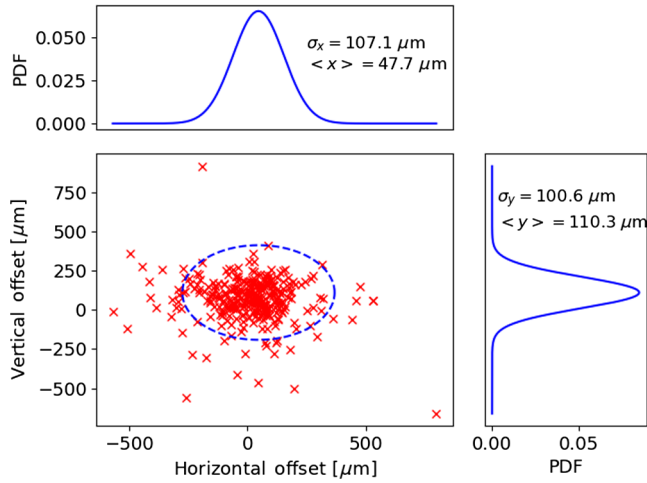 0.050
0.025
0.000
PDF
σx = 107.1 μm
< x > = 47.7 μm
750
500
250
0
−250
−500
Vertical offset [μm]
−500
0
500
Horizontal offset [μm]
σy = 100.6 μm
< y > = 110.3 μm
0.00
0.05
PDF